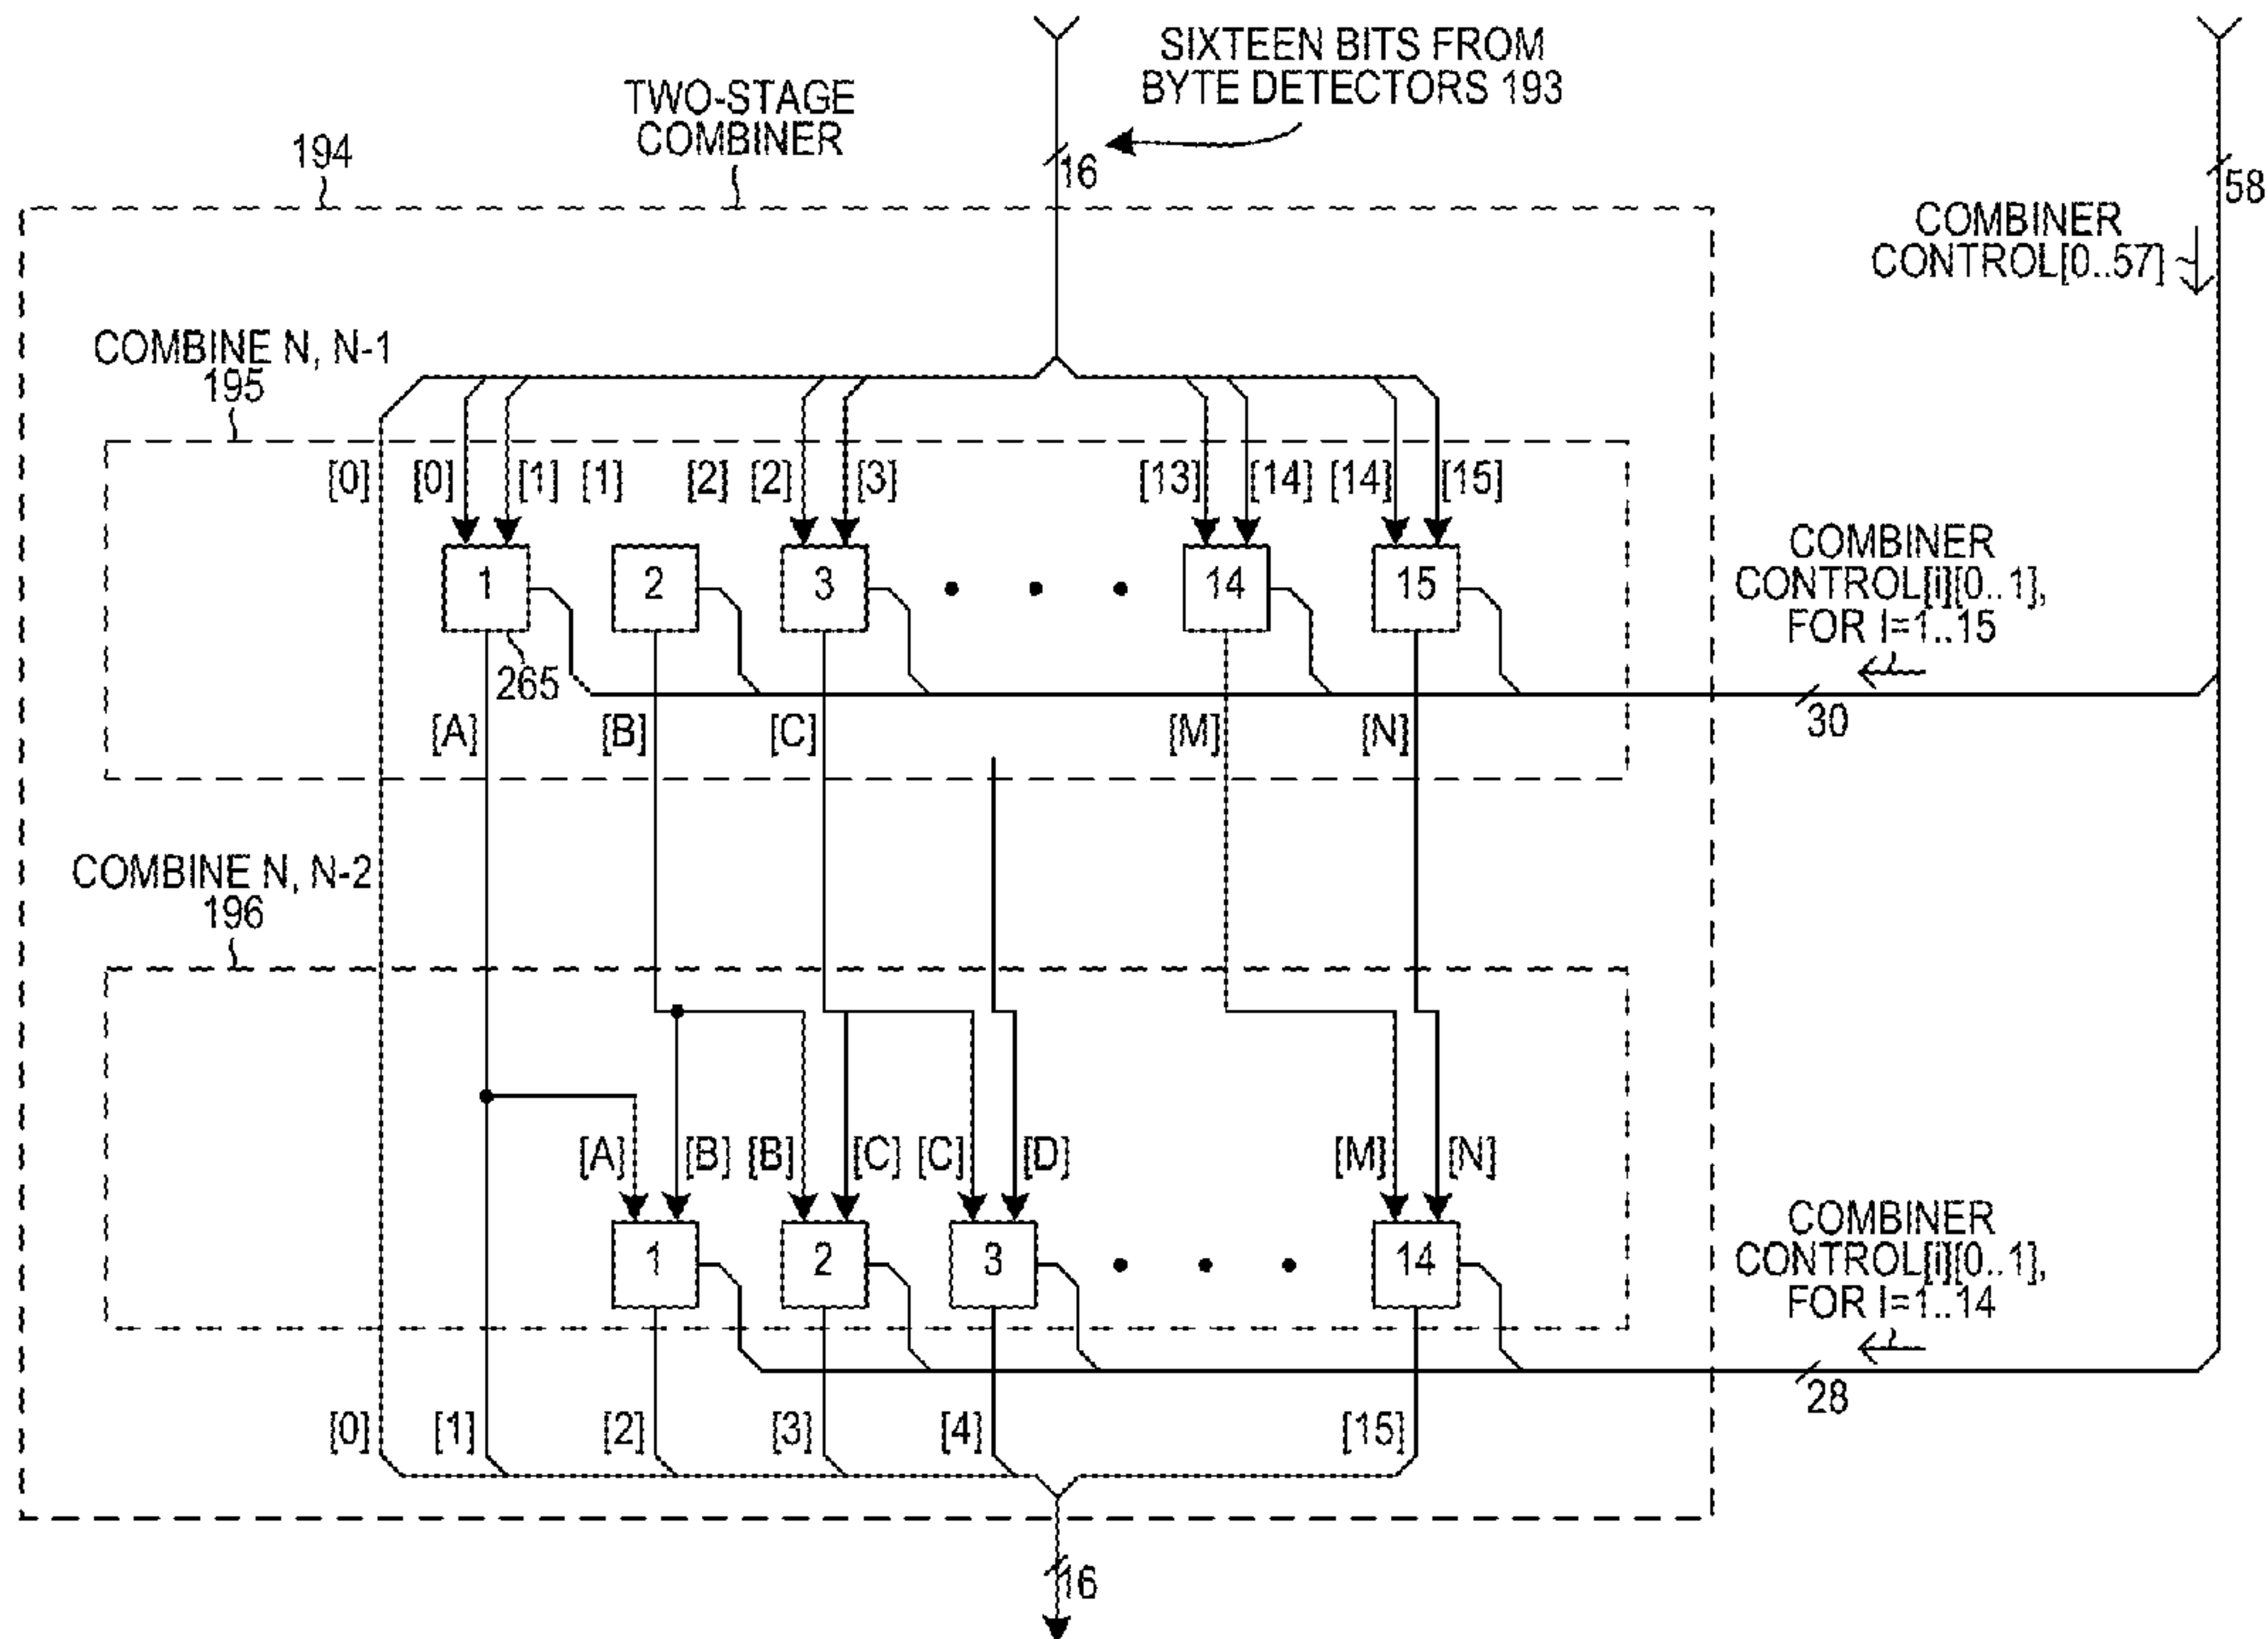 SIXTEEN BITS FROM
BYTE DETECTORS 193
TWO-STAGE
COMBINER
194
16
58
COMBINER
CONTROL[0..57]
COMBINE N, N-1
195
[0] [0] [1] [1] [2] [2] [3] [13] [14] [14] [15]
1 2 3 14 15
265
COMBINER
CONTROL[i][0..1],
FOR I=1..15
30
[A] [B] [C] [M] [N]
COMBINE N, N-2
196
[A] [B] [B] [C] [C] [D] [M] [N]
1 2 3 14
COMBINER
CONTROL[i][0..1],
FOR I=1..14
28
[0] [1] [2] [3] [4] [15]
16